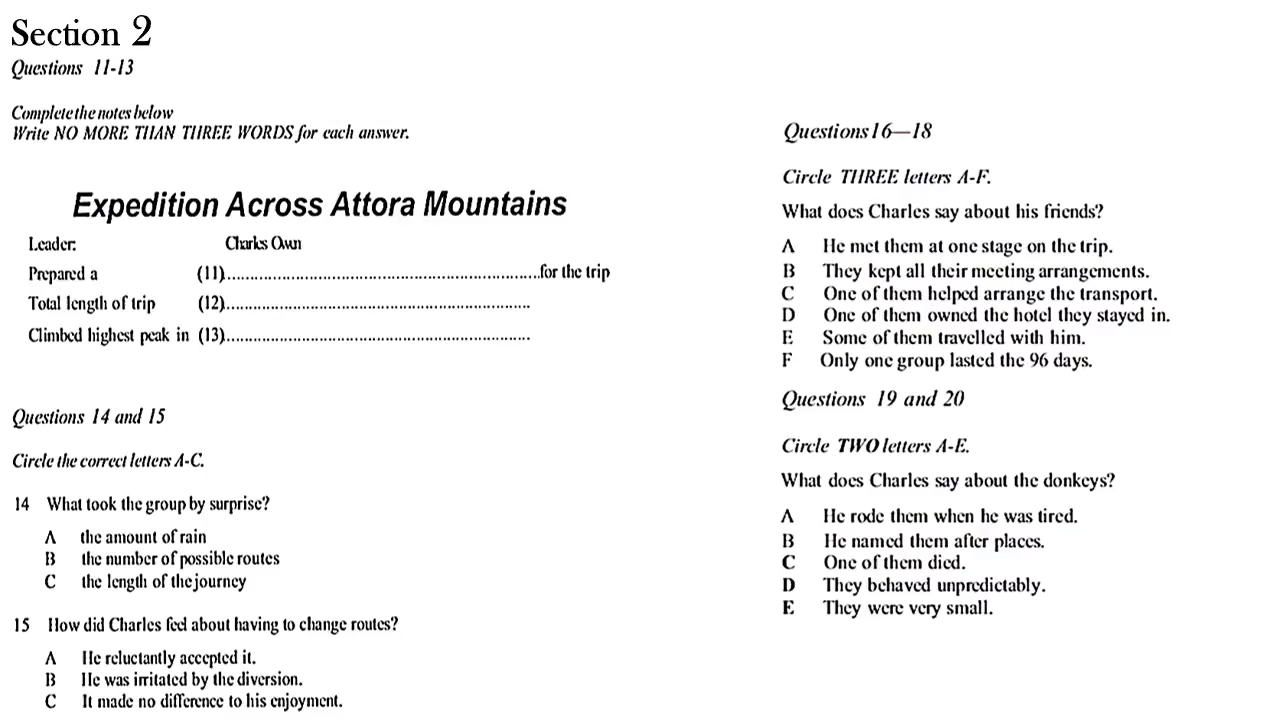 Section 2
Questions 11-13
Complete the notes below
Write NO MORE THAN THREE WORDS for each answer.
Expedition Across Attora Mountains
Leader: Charles Own
Prepared a (11)..............................................................for the trip
Total length of trip (12)..............................................................
Climbed highest peak in (13)..............................................................
Questions 14 and 15
Circle the correct letters A-C.
14 What took the group by surprise?
A the amount of rain
B the number of possible routes
C the length of the journey
15 How did Charles feel about having to change routes?
A He reluctantly accepted it.
B He was irritated by the diversion.
C It made no difference to his enjoyment.
Questions 16—18
Circle THREE letters A-F.
What does Charles say about his friends?
A He met them at one stage on the trip.
B They kept all their meeting arrangements.
C One of them helped arrange the transport.
D One of them owned the hotel they stayed in.
E Some of them travelled with him.
F Only one group lasted the 96 days.
Questions 19 and 20
Circle TWO letters A-E.
What does Charles say about the donkeys?
A He rode them when he was tired.
B He named them after places.
C One of them died.
D They behaved unpredictably.
E They were very small.